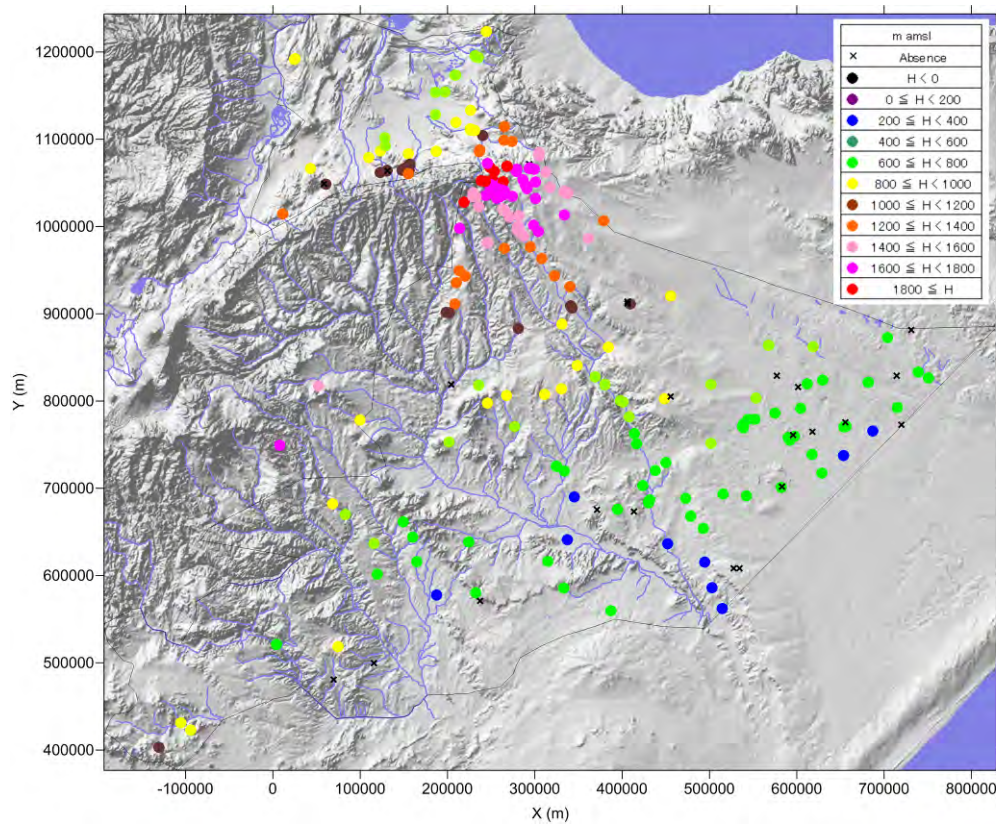 m amsl
× Absence
H < 0
0 ≦ H < 200
200 ≦ H < 400
400 ≦ H < 600
600 ≦ H < 800
800 ≦ H < 1000
1000 ≦ H < 1200
1200 ≦ H < 1400
1400 ≦ H < 1600
1600 ≦ H < 1800
1800 ≦ H
1200000
1100000
1000000
900000
800000
700000
600000
500000
400000
Y (m)
-100000 0 100000 200000 300000 400000 500000 600000 700000 800000
X (m)